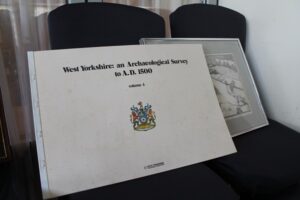 West Yorkshire: an Archaeological Survey
to A.D. 1500